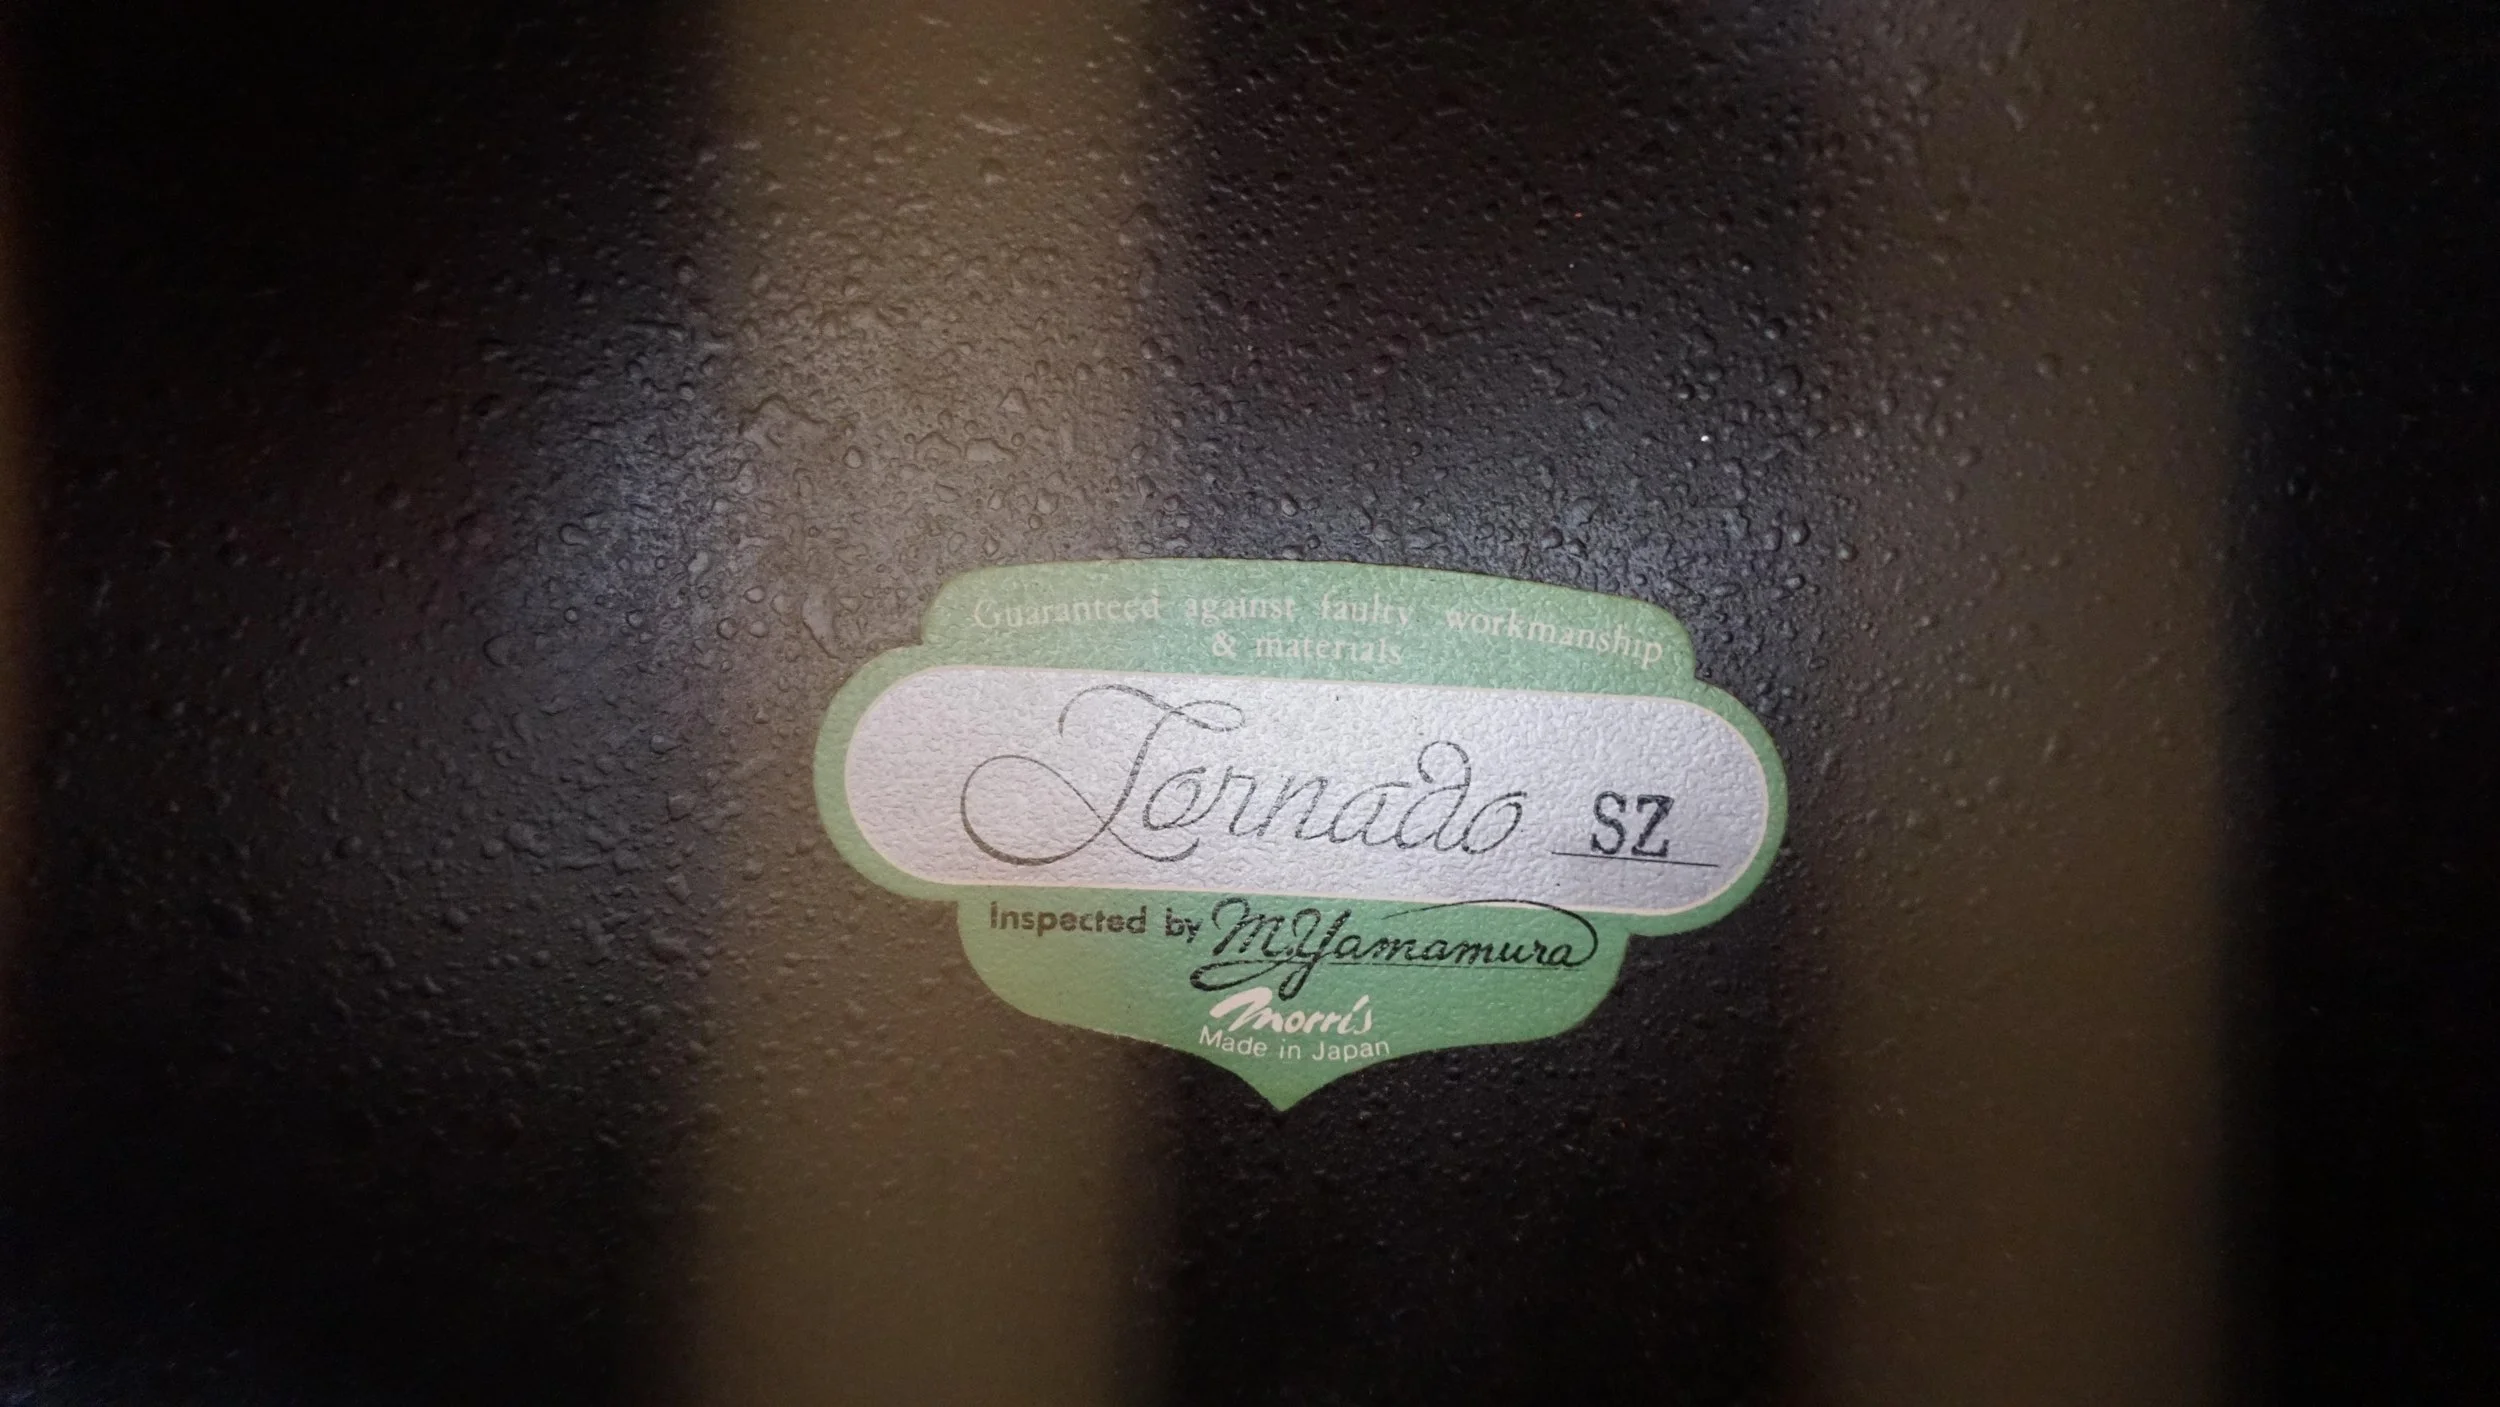 Guaranteed against faulty workmanship
& materials
Tornado SZ
Inspected by M.Yamamura
Morris
Made in Japan